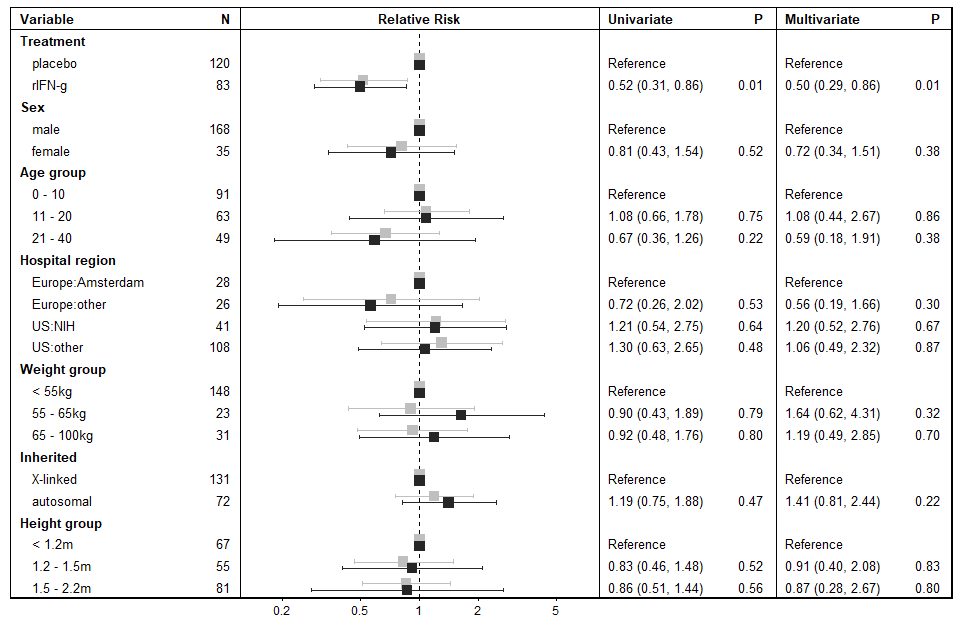 Variable N Relative Risk Univariate P Multivariate P
Treatment
placebo 120 Reference Reference
rIFN-g 83 0.52 (0.31, 0.86) 0.01 0.50 (0.29, 0.86) 0.01
Sex
male 168 Reference Reference
female 35 0.81 (0.43, 1.54) 0.52 0.72 (0.34, 1.51) 0.38
Age group
0 - 10 91 Reference Reference
11 - 20 63 1.08 (0.66, 1.78) 0.75 1.08 (0.44, 2.67) 0.86
21 - 40 49 0.67 (0.36, 1.26) 0.22 0.59 (0.18, 1.91) 0.38
Hospital region
Europe:Amsterdam 28 Reference Reference
Europe:other 26 0.72 (0.26, 2.02) 0.53 0.56 (0.19, 1.66) 0.30
US:NIH 41 1.21 (0.54, 2.75) 0.64 1.20 (0.52, 2.76) 0.67
US:other 108 1.30 (0.63, 2.65) 0.48 1.06 (0.49, 2.32) 0.87
Weight group
< 55kg 148 Reference Reference
55 - 65kg 23 0.90 (0.43, 1.89) 0.79 1.64 (0.62, 4.31) 0.32
65 - 100kg 31 0.92 (0.48, 1.76) 0.80 1.19 (0.49, 2.85) 0.70
Inherited
X-linked 131 Reference Reference
autosomal 72 1.19 (0.75, 1.88) 0.47 1.41 (0.81, 2.44) 0.22
Height group
< 1.2m 67 Reference Reference
1.2 - 1.5m 55 0.83 (0.46, 1.48) 0.52 0.91 (0.40, 2.08) 0.83
1.5 - 2.2m 81 0.86 (0.51, 1.44) 0.56 0.87 (0.28, 2.67) 0.80
0.2 0.5 1 2 5